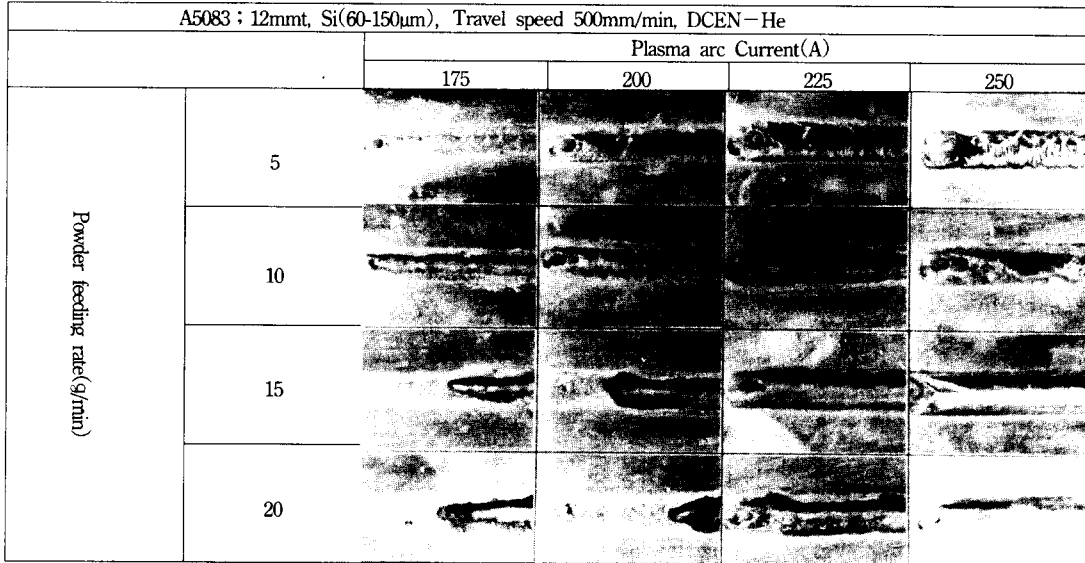 A5083 ; 12mmt, Si(60-150μm), Travel speed 500mm/min, DCEN－He
Plasma arc Current(A)
175 200 225 250
Powder feeding rate(g/min)
5
10
15
20